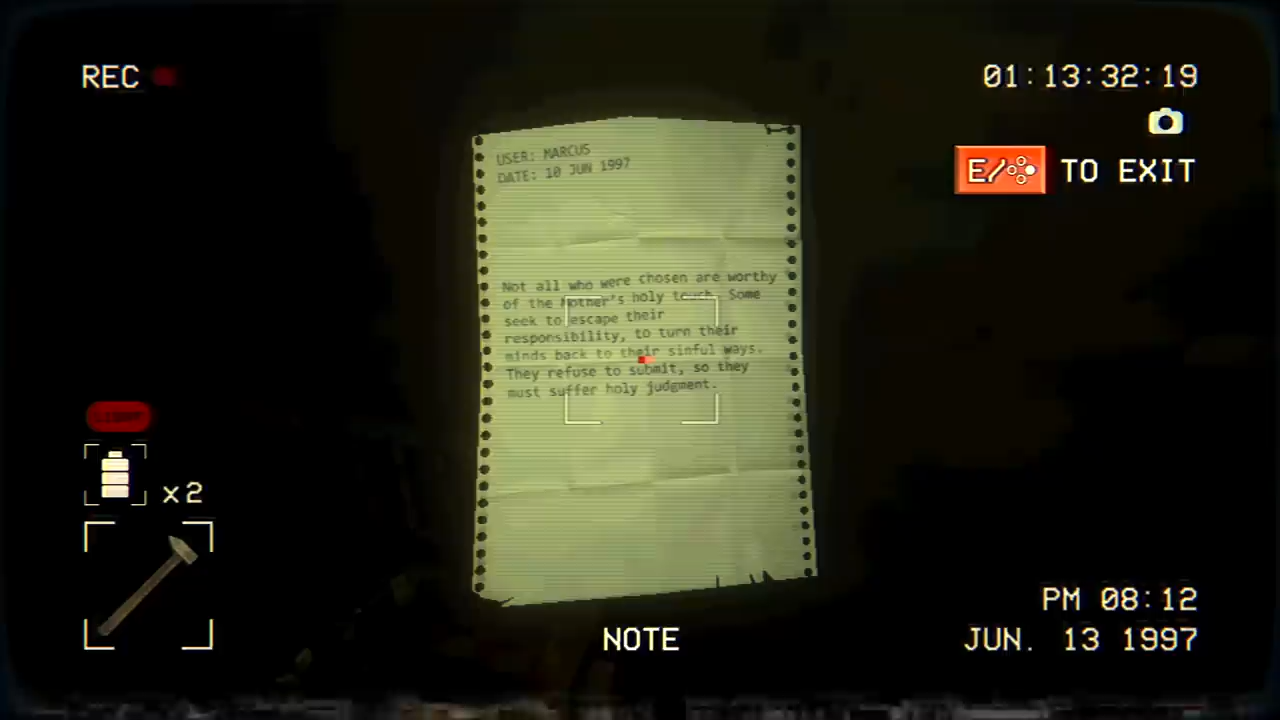 REC
01:13:32:19
E/ TO EXIT
USER: MARCUS
DATE: 10 JUN 1997
Not all who were chosen are worthy
of the Mother's holy touch. Some
seek to escape their
responsibility, to turn their
minds back to their sinful ways.
They refuse to submit, so they
must suffer holy judgment.
x2
NOTE
PM 08:12
JUN. 13 1997